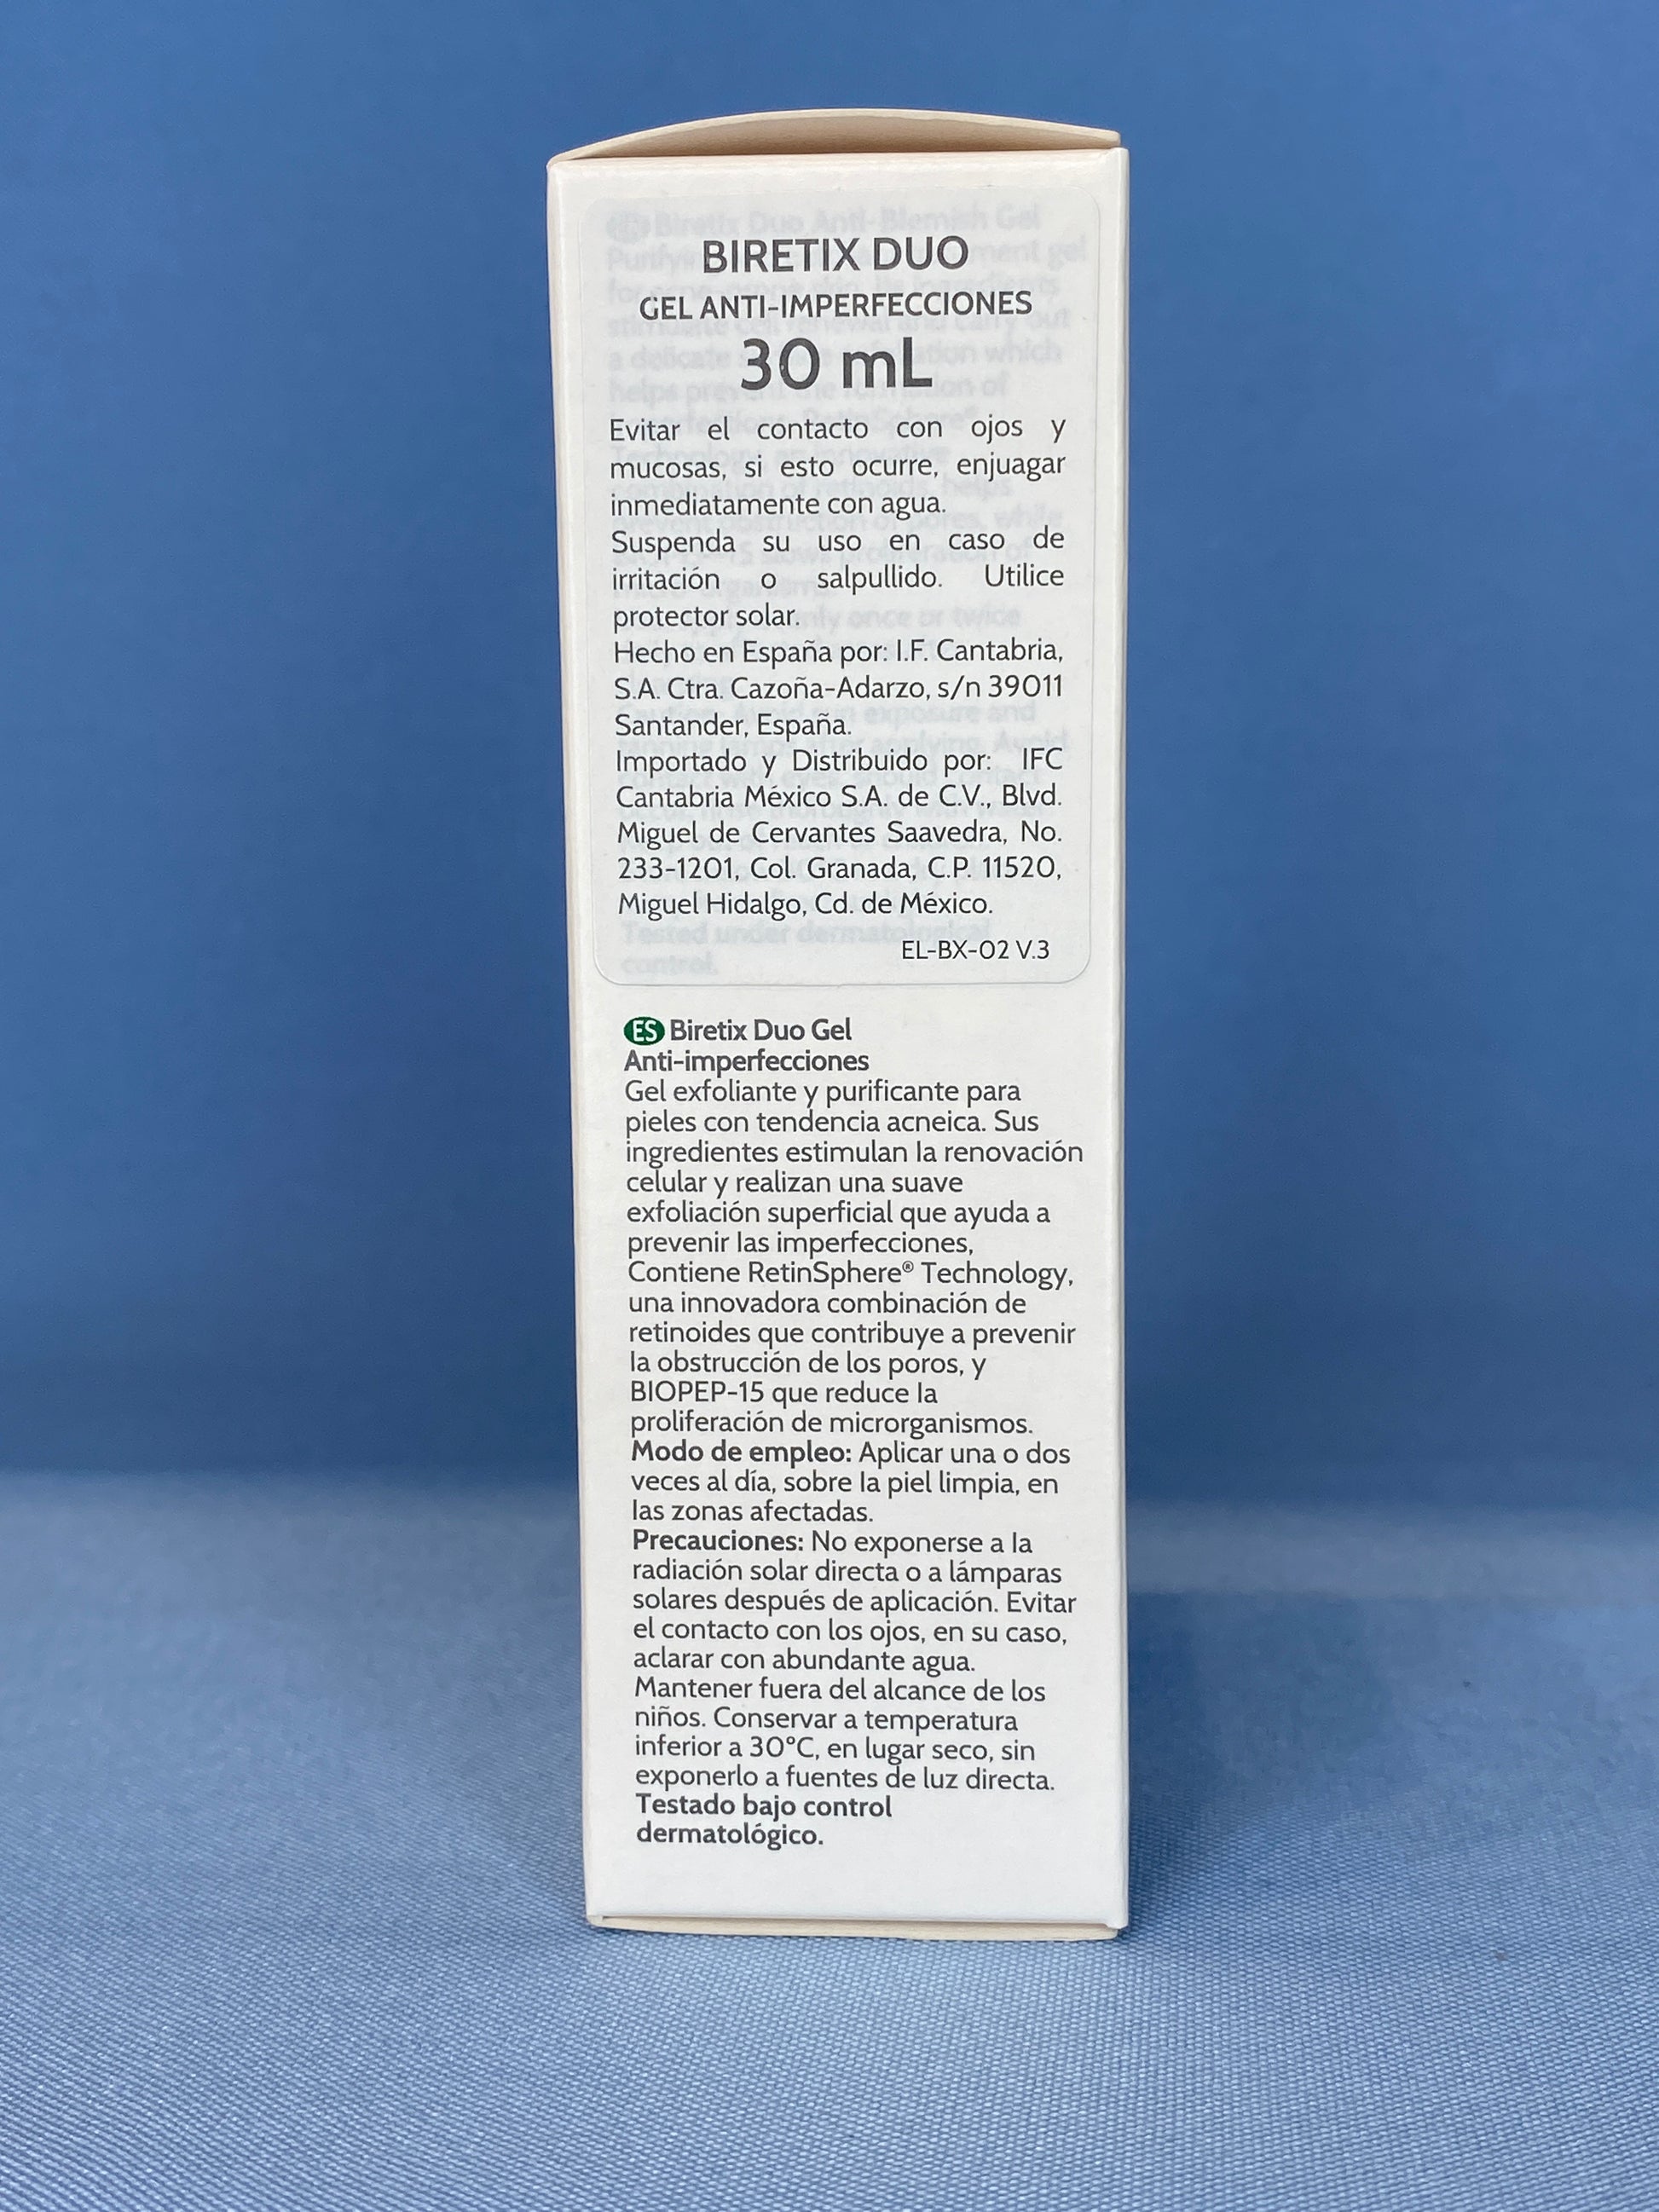 BIRETIX DUO
GEL ANTI-IMPERFECCIONES
30 mL
Evitar el contacto con ojos y
mucosas, si esto ocurre, enjuagar
inmediatamente con agua.
Suspenda su uso en caso de
irritación o salpullido. Utilice
protector solar.
Hecho en España por: I.F. Cantabria,
S.A. Ctra. Cazoña-Adarzo, s/n 39011
Santander, España.
Importado y Distribuido por: IFC
Cantabria México S.A. de C.V., Blvd.
Miguel de Cervantes Saavedra, No.
233-1201, Col. Granada, C.P. 11520,
Miguel Hidalgo, Cd. de México.
EL-BX-02 V.3
ES Biretix Duo Gel
Anti-imperfecciones
Gel exfoliante y purificante para
pieles con tendencia acneica. Sus
ingredientes estimulan la renovación
celular y realizan una suave
exfoliación superficial que ayuda a
prevenir las imperfecciones,
Contiene RetinSphere® Technology,
una innovadora combinación de
retinoides que contribuye a prevenir
la obstrucción de los poros, y
BIOPEP-15 que reduce la
proliferación de microrganismos.
Modo de empleo: Aplicar una o dos
veces al día, sobre la piel limpia, en
las zonas afectadas.
Precauciones: No exponerse a la
radiación solar directa o a lámparas
solares después de aplicación. Evitar
el contacto con los ojos, en su caso,
aclarar con abundante agua.
Mantener fuera del alcance de los
niños. Conservar a temperatura
inferior a 30°C, en lugar seco, sin
exponerlo a fuentes de luz directa.
Testado bajo control
dermatológico.